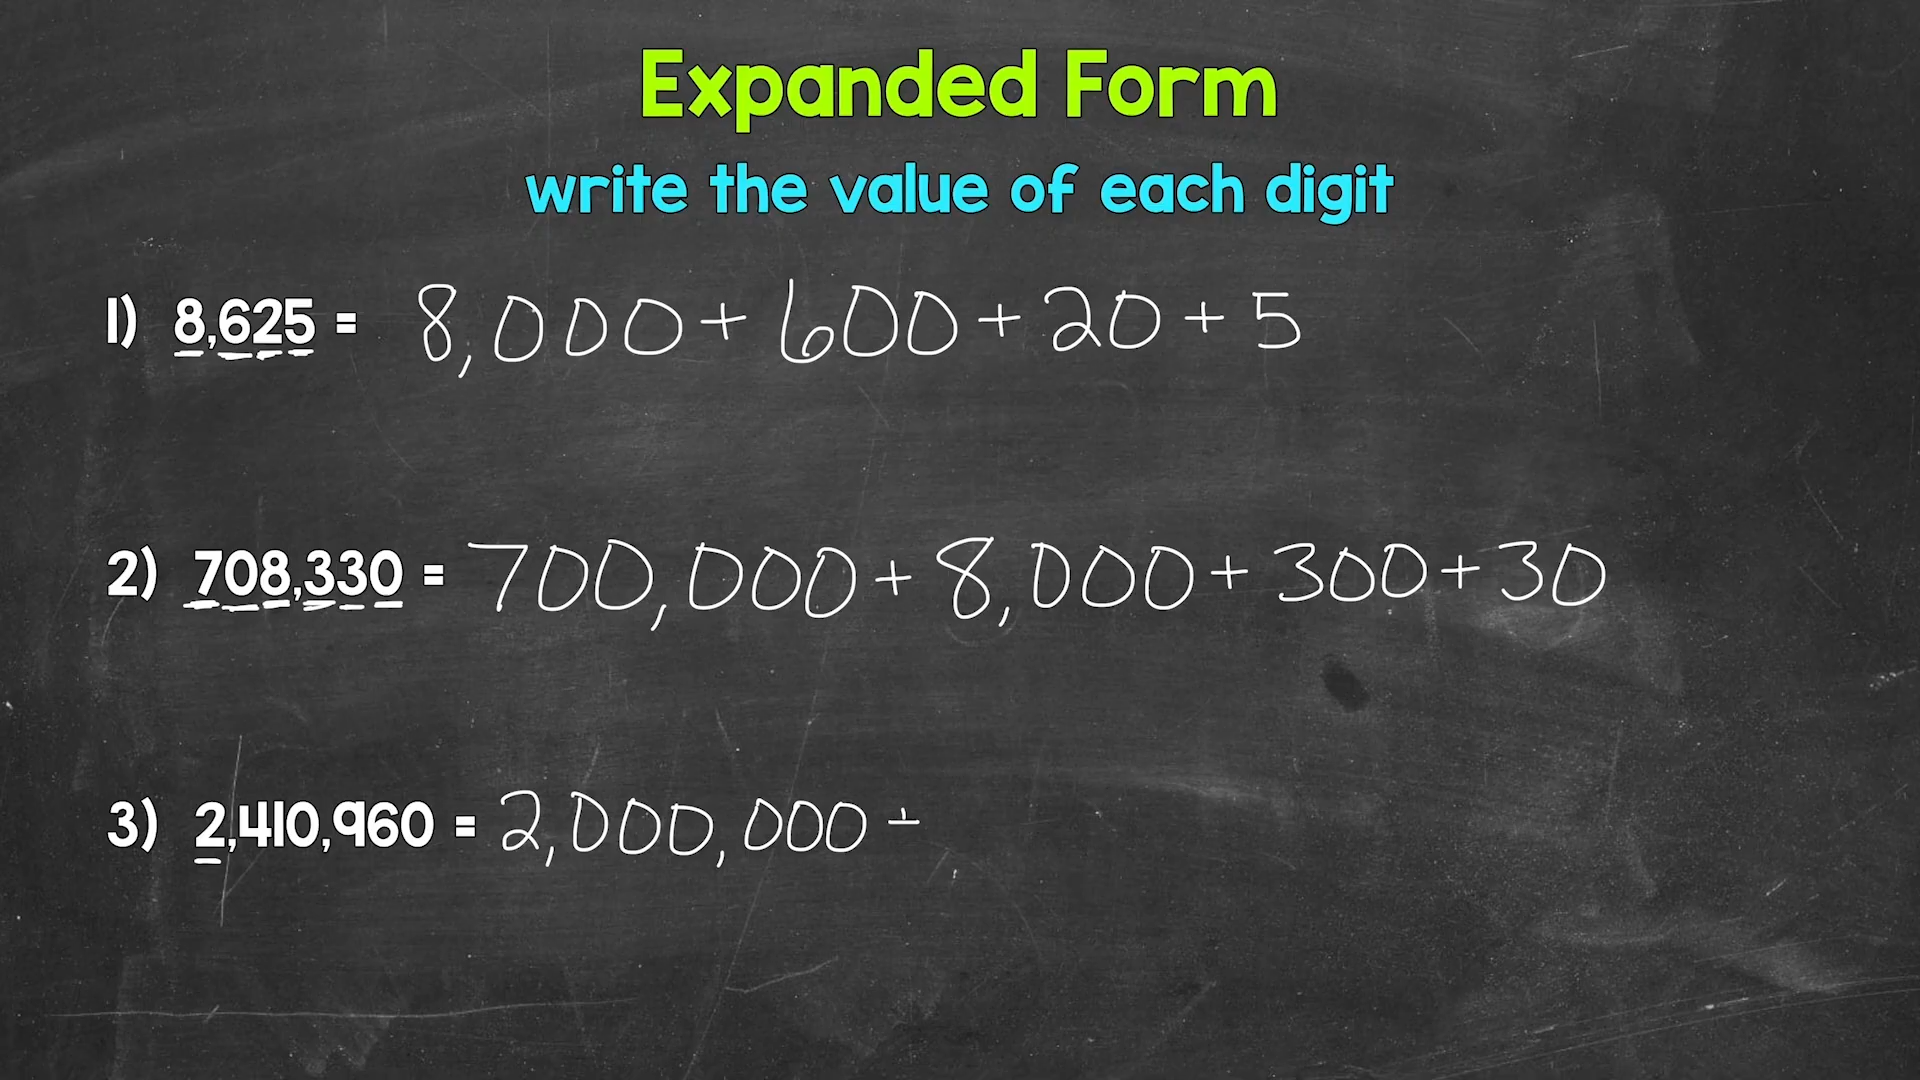 Expanded Form
write the value of each digit
1) 8,625 = 8,000 + 600 + 20 + 5
2) 708,330 = 700,000 + 8,000 + 300 + 30
3) 2,410,960 = 2,000,000 +